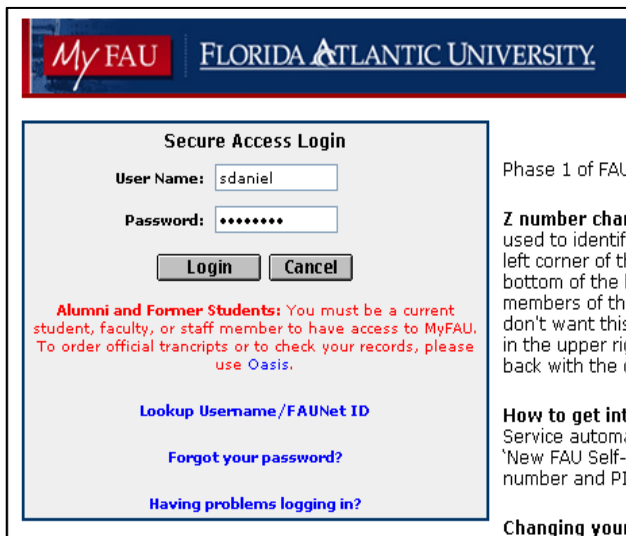 My FAU FLORIDA ATLANTIC UNIVERSITY.
Secure Access Login
User Name: sdaniel
Password: ••••••••
Login Cancel
Alumni and Former Students: You must be a current
student, faculty, or staff member to have access to MyFAU.
To order official trancripts or to check your records, please
use Oasis.
Lookup Username/FAUNet ID
Forgot your password?
Having problems logging in?
Phase 1 of FAU
Z number char
used to identif
left corner of th
bottom of the
members of th
don't want this
in the upper rig
back with the
How to get int
Service automa
'New FAU Self-
number and PI
Changing your